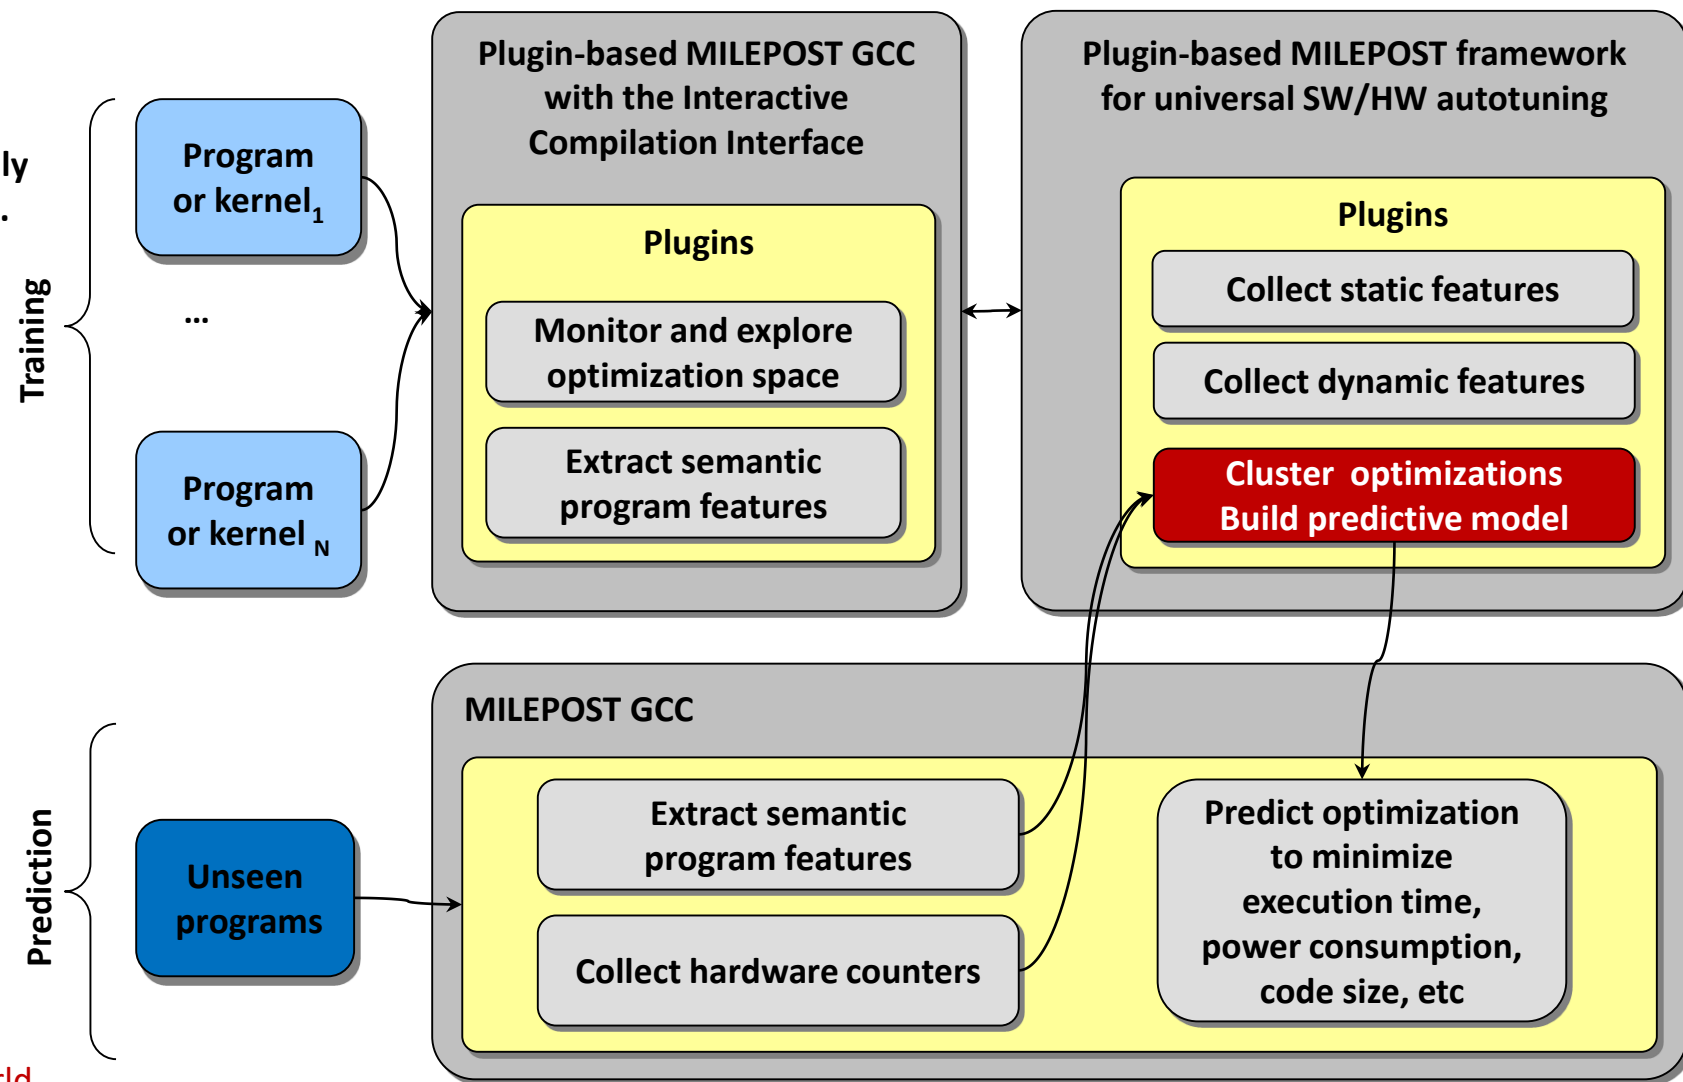 Plugin-based MILEPOST GCC
with the Interactive
Compilation Interface
Plugin-based MILEPOST framework
for universal SW/HW autotuning
ly
.
Training
Program
or kernel1
...
Program
or kernel N
Plugins
Monitor and explore
optimization space
Extract semantic
program features
Plugins
Collect static features
Collect dynamic features
Cluster optimizations
Build predictive model
MILEPOST GCC
Prediction
Unseen
programs
Extract semantic
program features
Collect hardware counters
Predict optimization
to minimize
execution time,
power consumption,
code size, etc